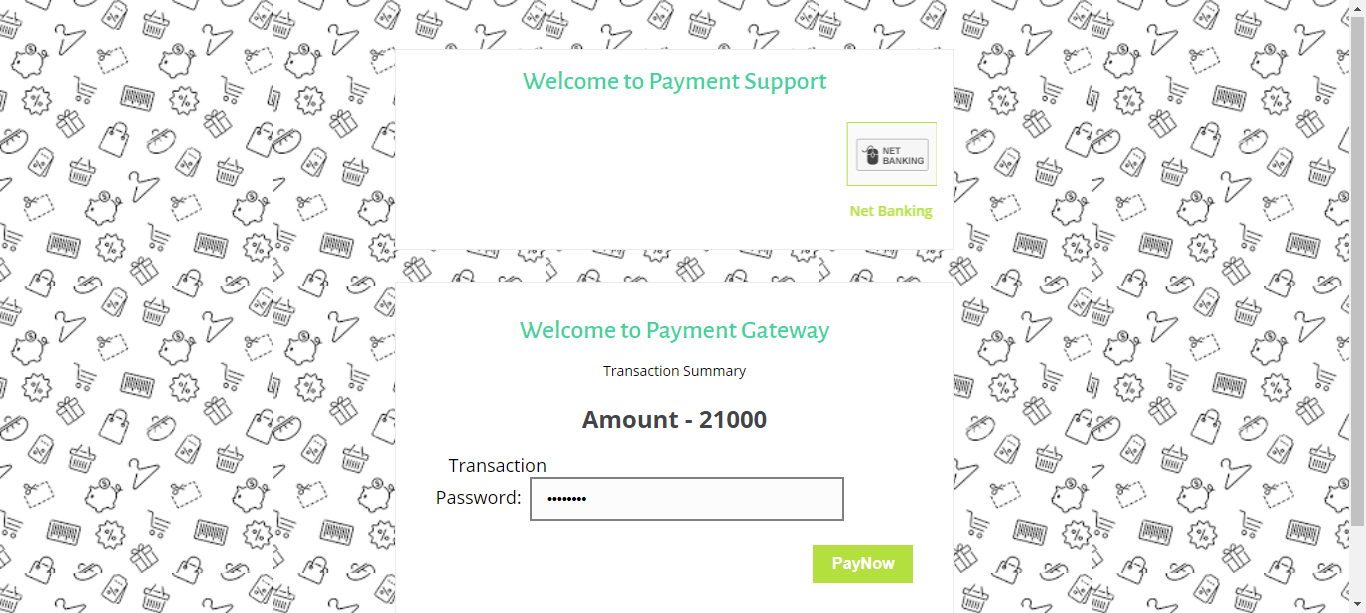 Welcome to Payment Support
NET
BANKING
Net Banking
Welcome to Payment Gateway
Transaction Summary
Amount - 21000
Transaction
Password: ••••••••
PayNow